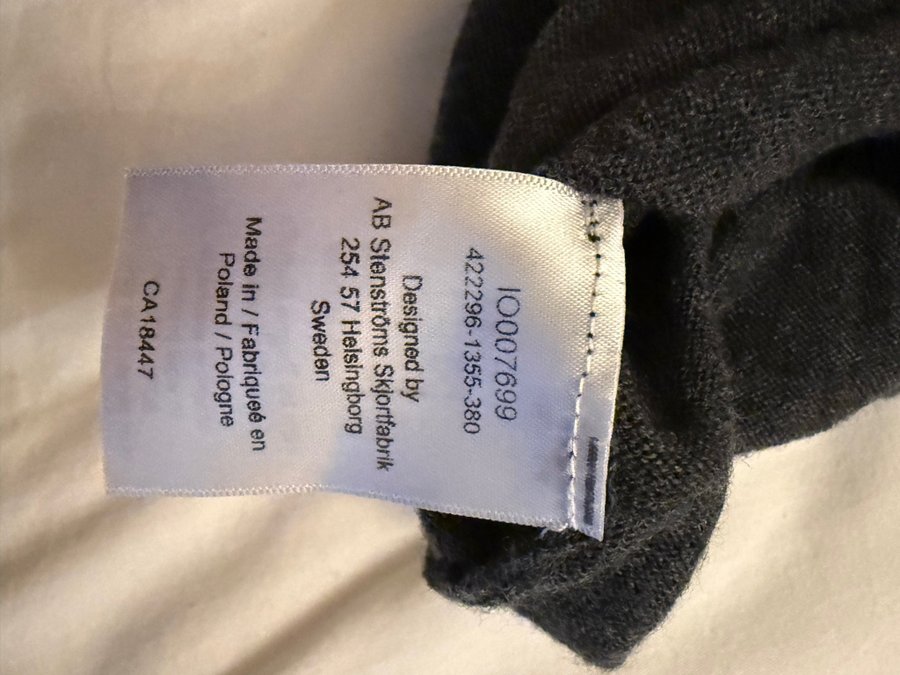 IO007699
422296-1355-380
Designed by
AB Stenströms Skjortfabrik
254 57 Helsingborg
Sweden
Made in / Fabriqueé en
Poland / Pologne
CA18447